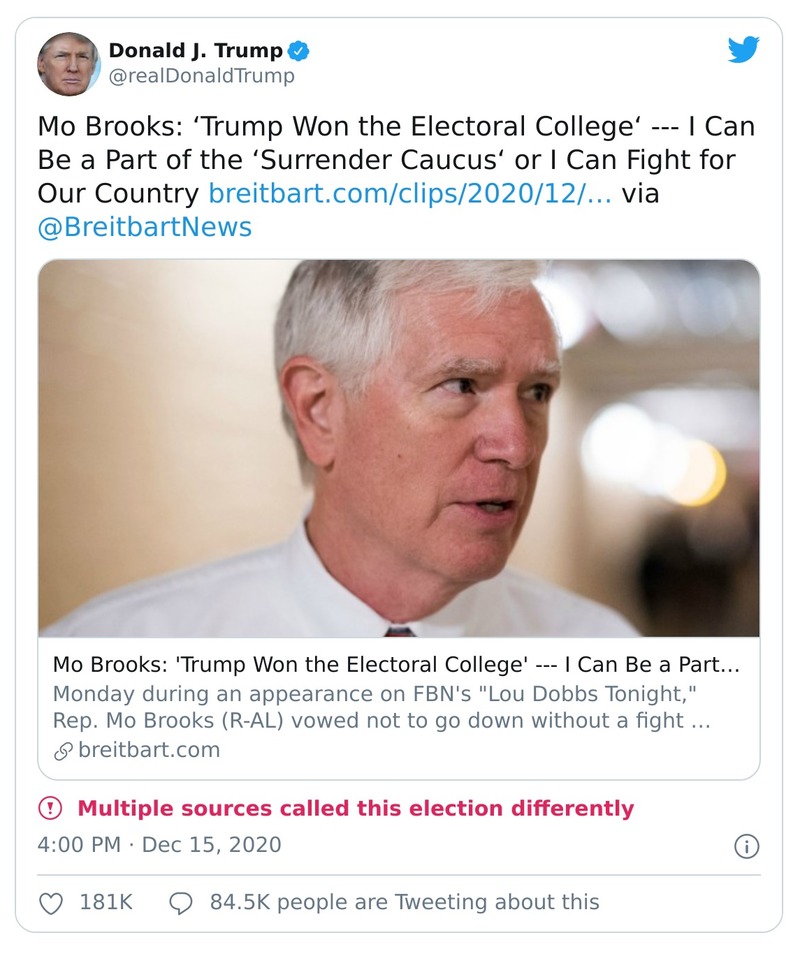 Donald J. Trump
@realDonaldTrump
Mo Brooks: ‘Trump Won the Electoral College‘ --- I Can
Be a Part of the ‘Surrender Caucus‘ or I Can Fight for
Our Country breitbart.com/clips/2020/12/… via
@BreitbartNews
Mo Brooks: 'Trump Won the Electoral College' --- I Can Be a Part…
Monday during an appearance on FBN's "Lou Dobbs Tonight,"
Rep. Mo Brooks (R-AL) vowed not to go down without a fight …
breitbart.com
Multiple sources called this election differently
4:00 PM · Dec 15, 2020
181K 84.5K people are Tweeting about this